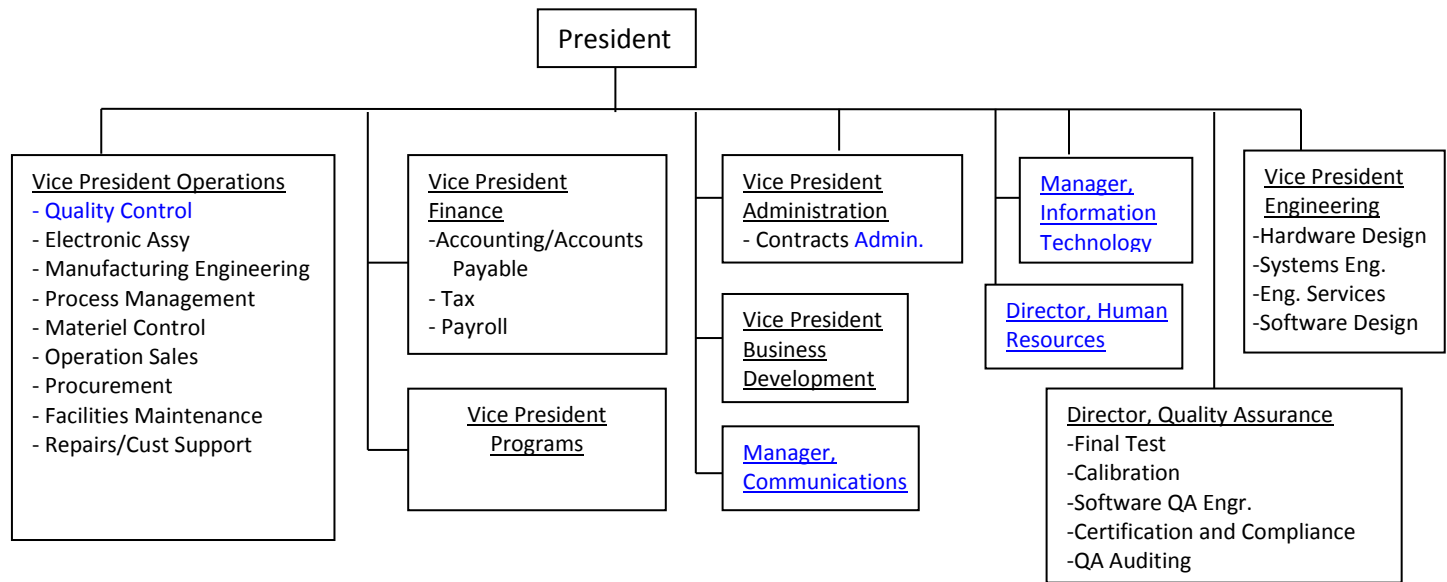 President
Vice President Operations
- Quality Control
- Electronic Assy
- Manufacturing Engineering
- Process Management
- Materiel Control
- Operation Sales
- Procurement
- Facilities Maintenance
- Repairs/Cust Support
Vice President
Finance
-Accounting/Accounts
Payable
- Tax
- Payroll
Vice President
Programs
Vice President
Administration
- Contracts Admin.
Vice President
Business
Development
Manager,
Communications
Manager,
Information
Technology
Director, Human
Resources
Vice President
Engineering
-Hardware Design
-Systems Eng.
-Eng. Services
-Software Design
Director, Quality Assurance
-Final Test
-Calibration
-Software QA Engr.
-Certification and Compliance
-QA Auditing